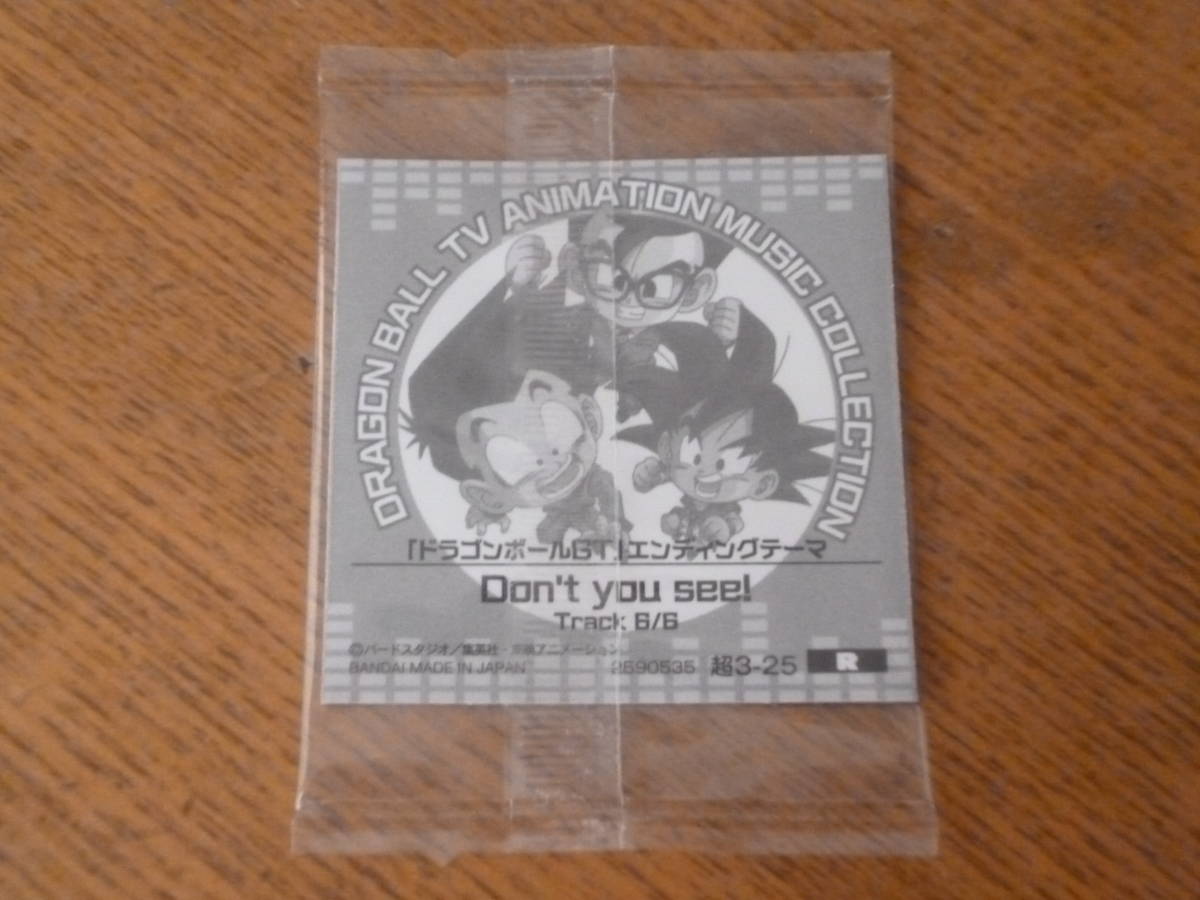 DRAGON BALL TV ANIMATION MUSIC COLLECTION
「ドラゴンボールGT」エンディングテーマ
Don't you see!
Track 6/6
©バードスタジオ／集英社・東映アニメーション
BANDAI MADE IN JAPAN 2590535 超3-25 R